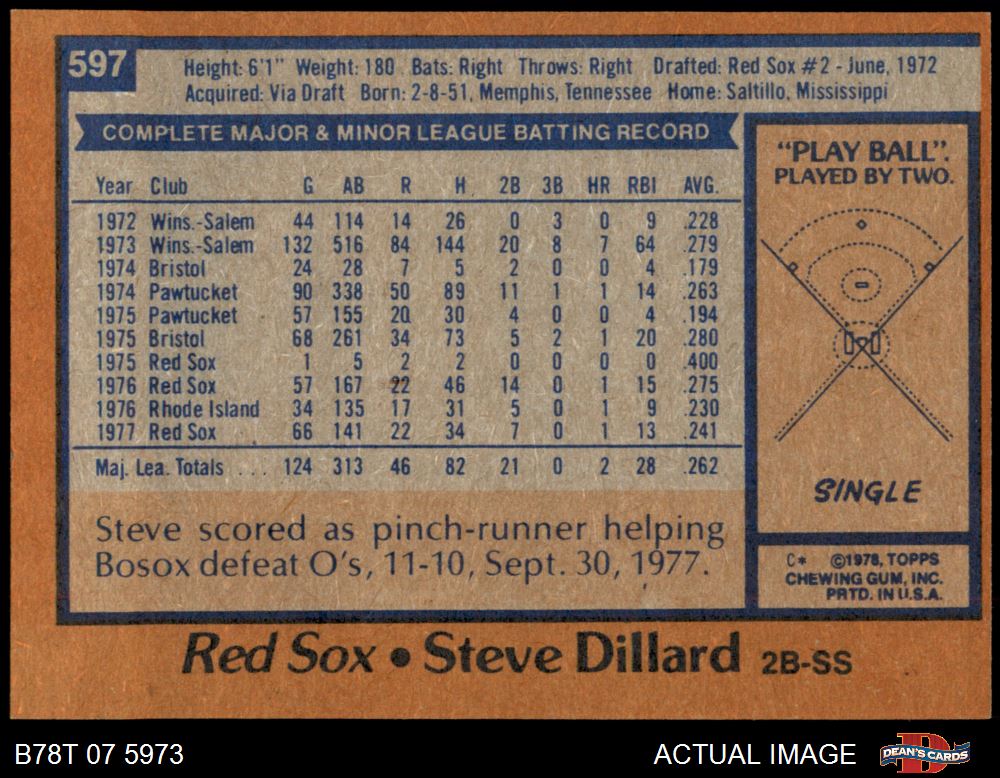 597
Height: 6'1" Weight: 180 Bats: Right Throws: Right Drafted: Red Sox #2 - June, 1972
Acquired: Via Draft Born: 2-8-51, Memphis, Tennessee Home: Saltillo, Mississippi
COMPLETE MAJOR & MINOR LEAGUE BATTING RECORD
Year Club G AB R H 2B 3B HR RBI AVG.
1972 Wins.-Salem 44 114 14 26 0 3 0 9 .228
1973 Wins.-Salem 132 516 84 144 20 8 7 64 .279
1974 Bristol 24 28 7 5 2 0 0 4 .179
1974 Pawtucket 90 338 50 89 11 1 1 14 .263
1975 Pawtucket 57 155 20 30 4 0 0 4 .194
1975 Bristol 68 261 34 73 5 2 1 20 .280
1975 Red Sox 1 5 2 2 0 0 0 0 .400
1976 Red Sox 57 167 22 46 14 0 1 15 .275
1976 Rhode Island 34 135 17 31 5 0 1 9 .230
1977 Red Sox 66 141 22 34 7 0 1 13 .241
Maj. Lea. Totals ... 124 313 46 82 21 0 2 28 .262
Steve scored as pinch-runner helping
Bosox defeat O's, 11-10, Sept. 30, 1977.
"PLAY BALL".
PLAYED BY TWO.
SINGLE
C* ©1978, TOPPS
CHEWING GUM, INC.
PRTD. IN U.S.A.
Red Sox • Steve Dillard 2B-SS
B78T 07 5973
ACTUAL IMAGE
D
DEAN'S CARDS